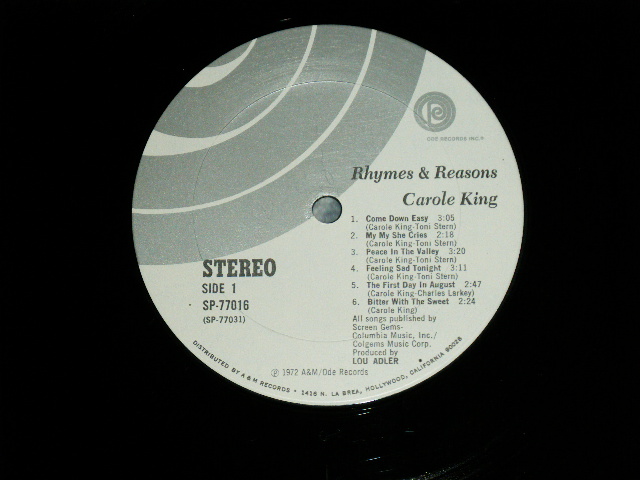 ODE RECORDS INC.®
Rhymes & Reasons
Carole King
1. Come Down Easy 3:05
(Carole King-Toni Stern)
2. My My She Cries 2:18
(Carole King-Toni Stern)
3. Peace In The Valley 3:20
(Carole King-Toni Stern)
4. Feeling Sad Tonight 3:11
(Carole King-Toni Stern)
5. The First Day In August 2:47
(Carole King-Charles Larkey)
6. Bitter With The Sweet 2:24
(Carole King)
All songs published by
Screen Gems-
Columbia Music, Inc./
Colgems Music Corp.
Produced by
LOU ADLER
STEREO
SIDE 1
SP-77016
(SP-77031)
℗ 1972 A&M/Ode Records
DISTRIBUTED BY A & M RECORDS • 1416 N. LA BREA, HOLLYWOOD, CALIFORNIA 90028